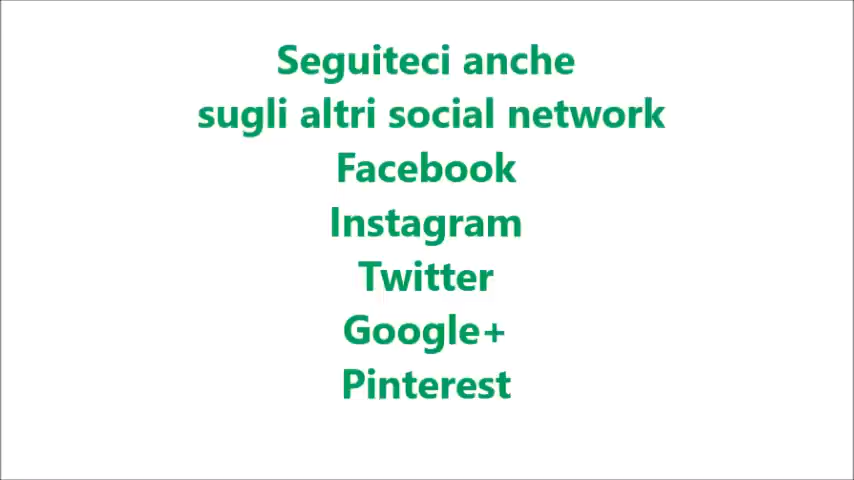 Seguiteci anche
sugli altri social network
Facebook
Instagram
Twitter
Google+
Pinterest